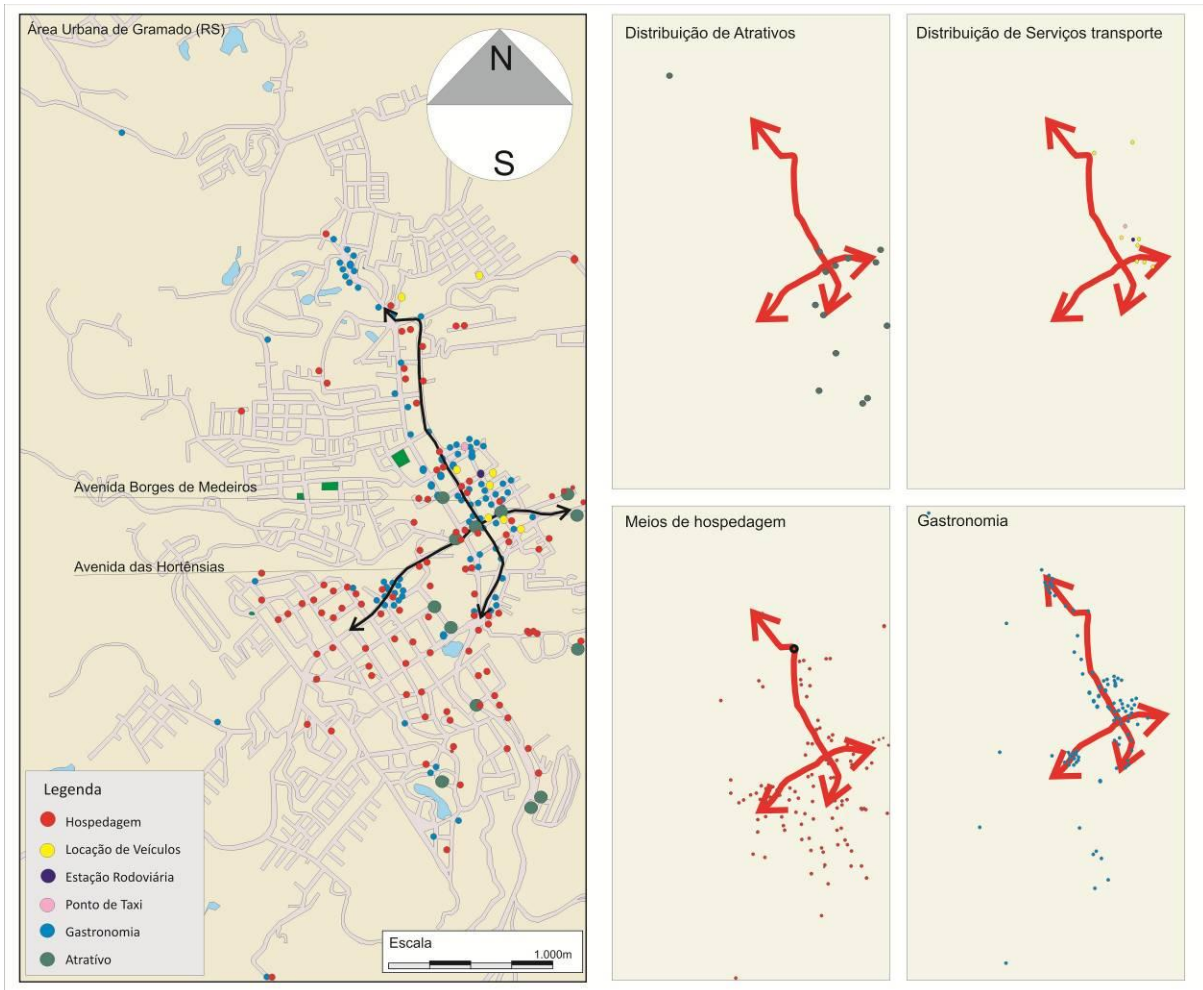 Área Urbana de Gramado (RS)
N
S
Avenida Borges de Medeiros
Avenida das Hortênsias
Legenda
Hospedagem
Locação de Veículos
Estação Rodoviária
Ponto de Taxi
Gastronomia
Atratívo
Escala
1.000m
Distribuição de Atrativos
Distribuição de Serviços transporte
Meios de hospedagem
Gastronomia